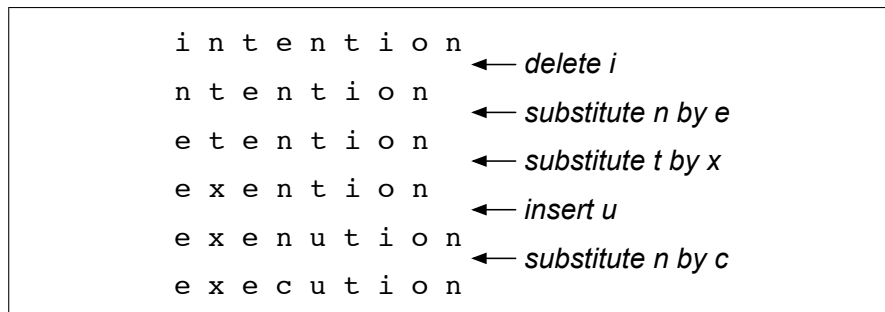 i n t e n t i o n
delete i
n t e n t i o n
substitute n by e
e t e n t i o n
substitute t by x
e x e n t i o n
insert u
e x e n u t i o n
substitute n by c
e x e c u t i o n